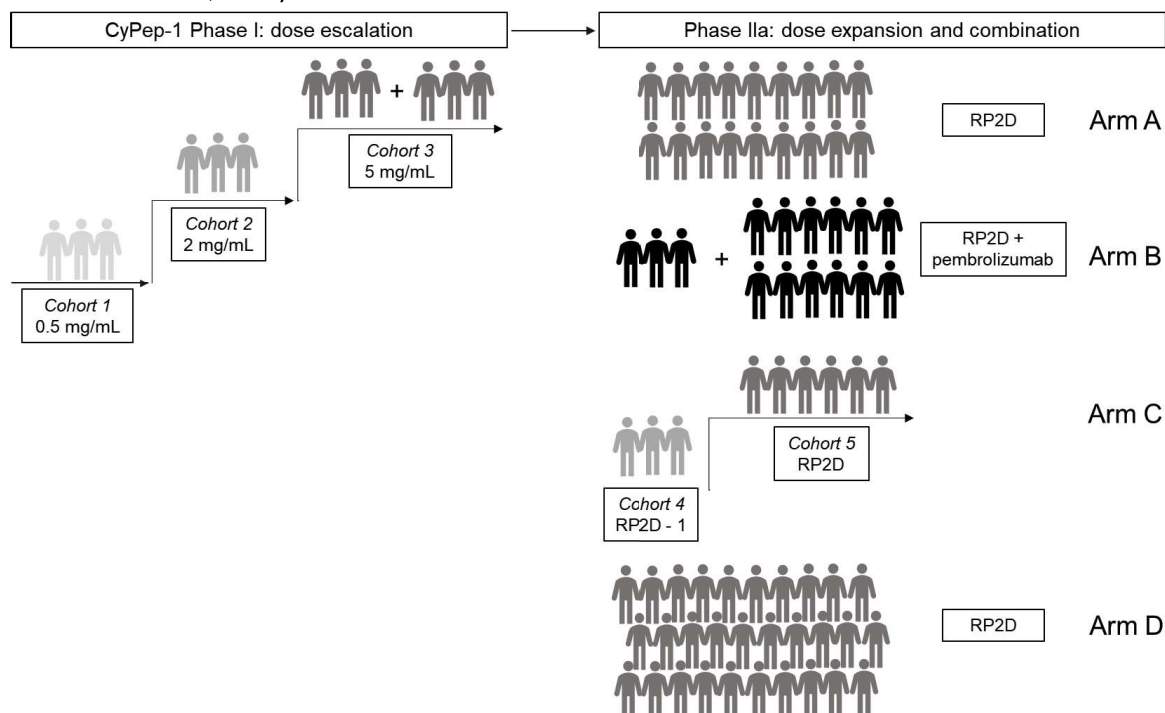 CyPep-1 Phase I: dose escalation
Phase IIa: dose expansion and combination
+
Cohort 3
5 mg/mL
Cohort 2
2 mg/mL
Cohort 1
0.5 mg/mL
RP2D
Arm A
+
RP2D +
pembrolizumab
Arm B
Cohort 5
RP2D
Arm C
Cohort 4
RP2D - 1
RP2D
Arm D